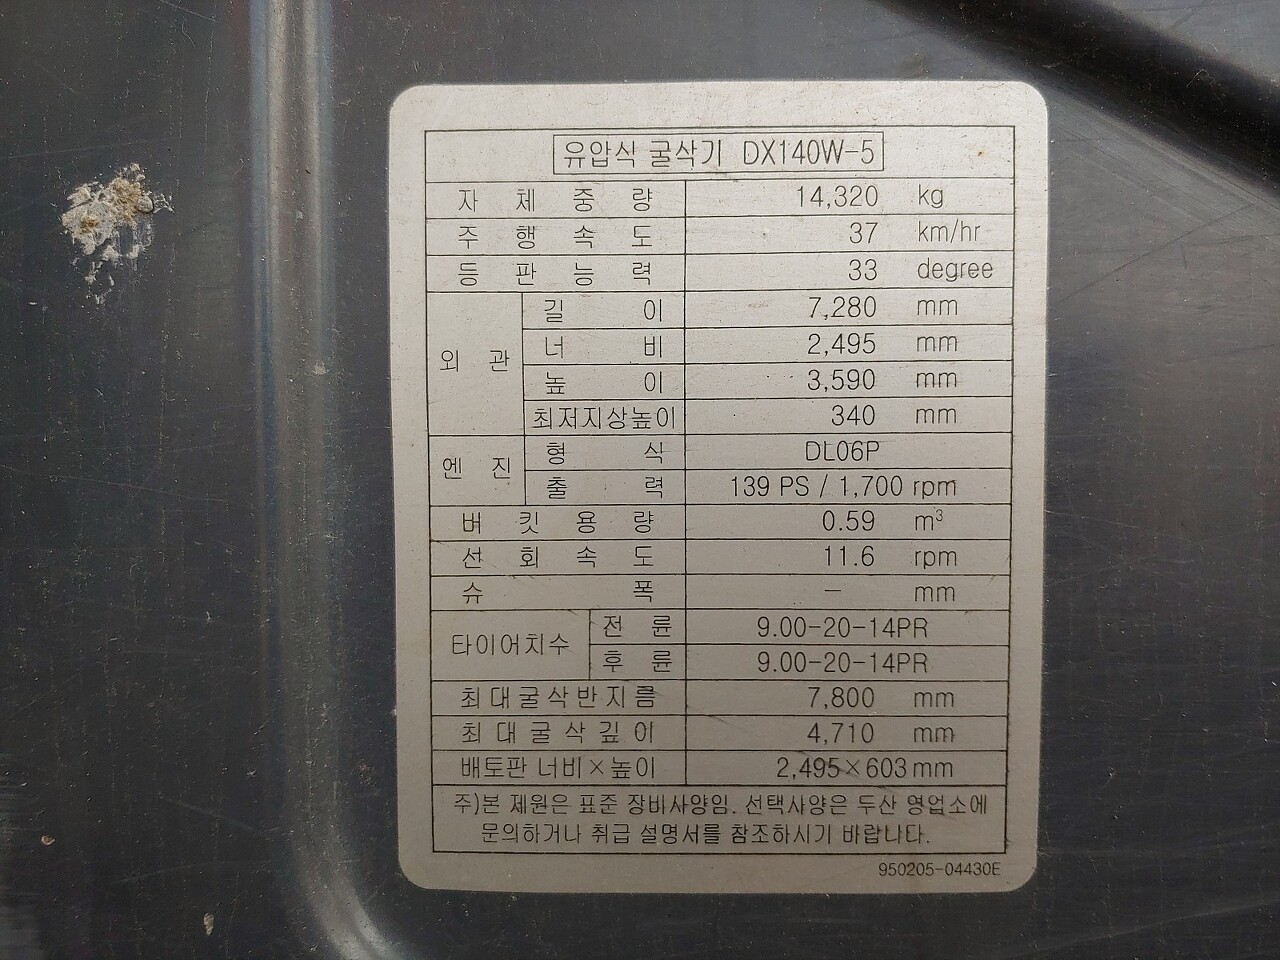 유압식 굴삭기 DX140W-5
자체중량 14,320 kg
주행속도 37 km/hr
등판능력 33 degree
외관 길이 7,280 mm
너비 2,495 mm
높이 3,590 mm
최저지상높이 340 mm
엔진 형식 DL06P
출력 139 PS / 1,700 rpm
버킷용량 0.59 m³
선회속도 11.6 rpm
슈폭 - mm
타이어치수 전륜 9.00-20-14PR
후륜 9.00-20-14PR
최대굴삭반지름 7,800 mm
최대굴삭깊이 4,710 mm
배토판 너비×높이 2,495×603 mm
주)본 제원은 표준 장비사양임. 선택사양은 두산 영업소에
문의하거나 취급 설명서를 참조하시기 바랍니다.
950205-04430E